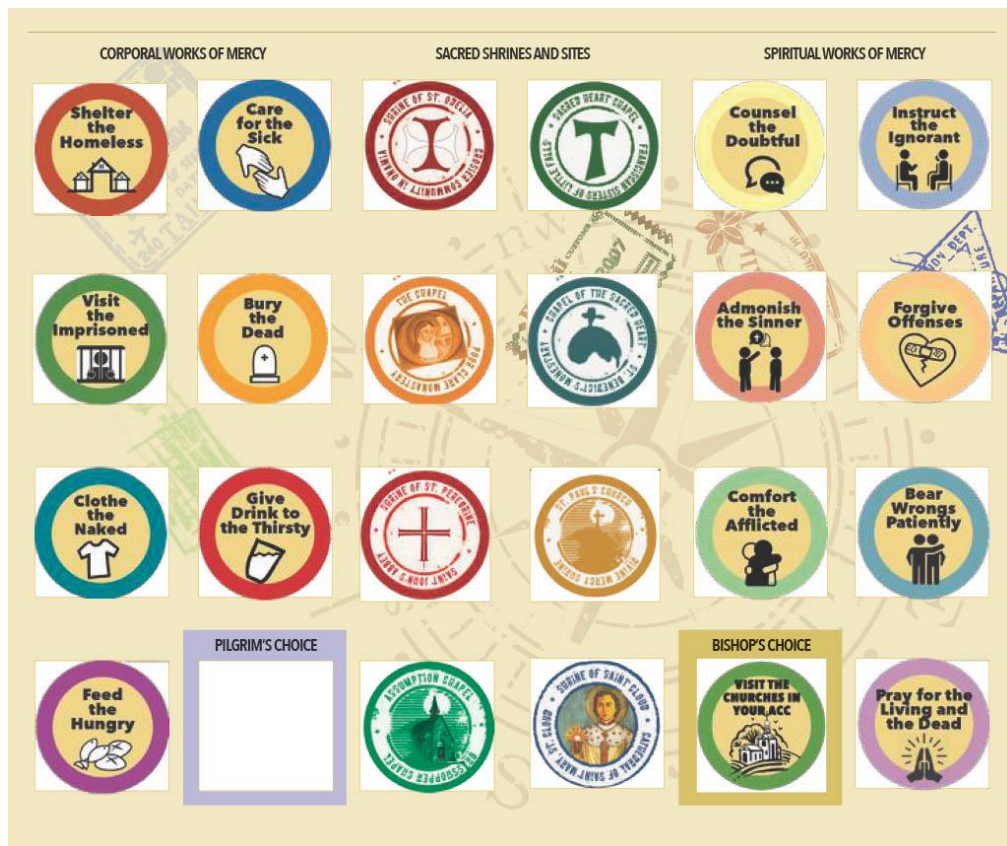 CORPORAL WORKS OF MERCY
SACRED SHRINES AND SITES
SPIRITUAL WORKS OF MERCY
Shelter
the
Homeless
Care
for the
Sick
SHRINE OF ST. ODELIA
CROSIER COMMUNITY IN ONAMIA
SACRED HEART CHAPEL
FRANCISCAN SISTERS OF LITTLE FALLS
Counsel
the
Doubtful
Instruct
the
Ignorant
Visit
the
Imprisoned
Bury
the
Dead
THE CHAPEL
POOR CLARE MONASTERY
CHAPEL OF THE SACRED HEART
ST. BENEDICT'S MONESTARY
Admonish
the Sinner
Forgive
Offenses
Clothe
the
Naked
Give
Drink to
the Thirsty
SHRINE OF ST. PEREGRINE
SAINT JOHN'S ABBEY
ST. PAUL'S CHURCH
DIVINE MERCY SHRINE
Comfort
the
Afflicted
Bear
Wrongs
Patiently
Feed
the
Hungry
PILGRIM'S CHOICE
ASSUMPTION CHAPEL
GRASSHOPPER CHAPEL
SHRINE OF SAINT CLOUD
CATHEDRAL OF SAINT MARY ST. CLOUD
BISHOP'S CHOICE
VISIT THE
CHURCHES IN
YOUR ACC
Pray for the
Living and
the Dead